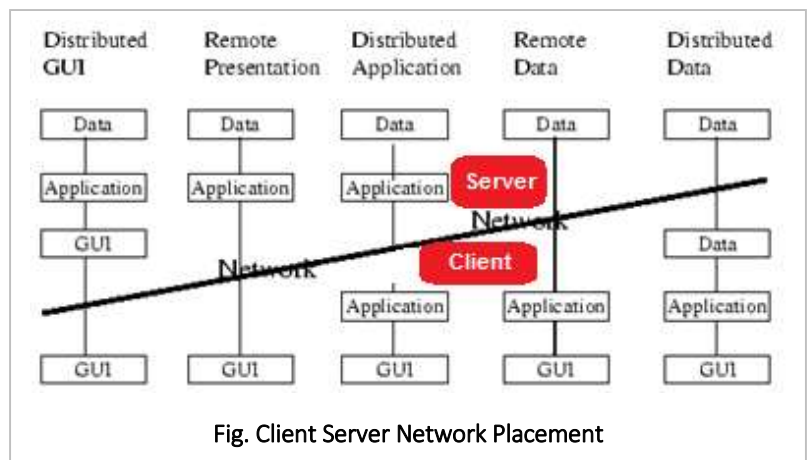 Distributed GUI
Remote Presentation
Distributed Application
Remote Data
Distributed Data
Data
Data
Data
Data
Data
Application
Application
Application
Server
GUI
Network
Data
Network
Client
Application
Application
Application
GUI
GUI
GUI
GUI
GUI
Fig. Client Server Network Placement